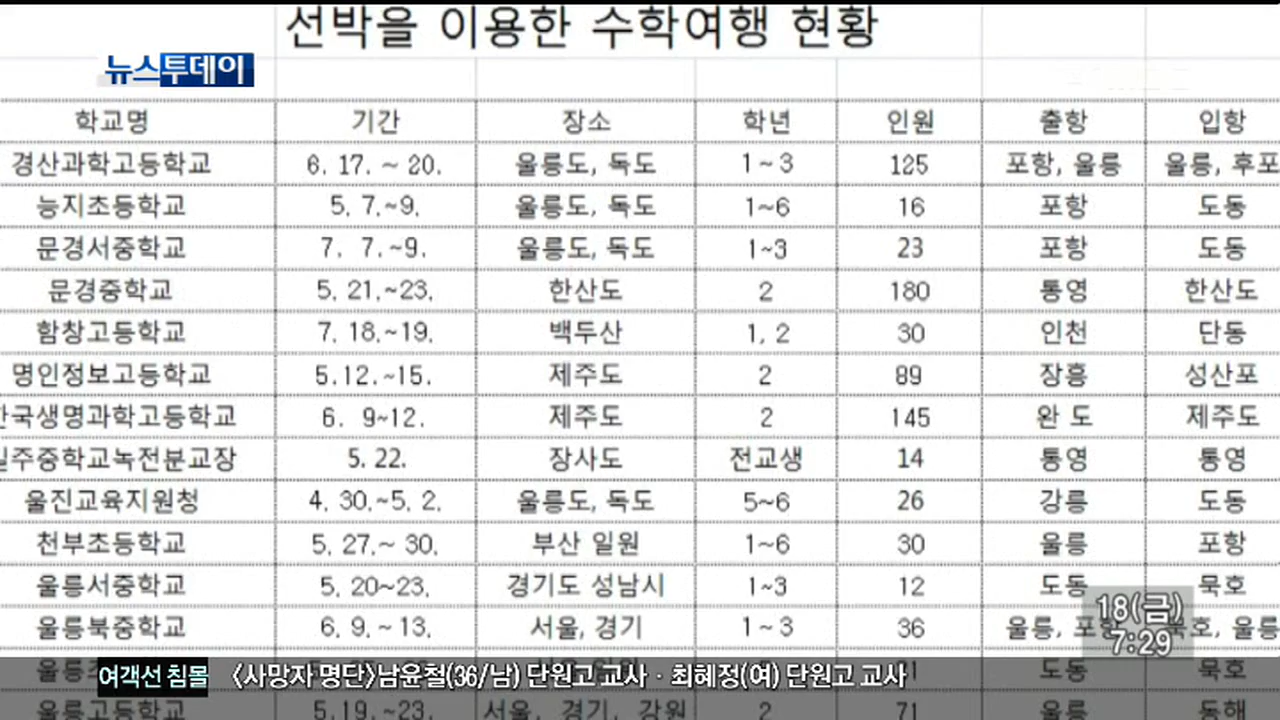 선박을 이용한 수학여행 현황
뉴스투데이
학교명 기간 장소 학년 인원 출항 입항
경산과학고등학교 6. 17. ~ 20. 울릉도, 독도 1 ~ 3 125 포항, 울릉 울릉, 후포
능지초등학교 5. 7.~9. 울릉도, 독도 1~6 16 포항 도동
문경서중학교 7. 7.~9. 울릉도, 독도 1~3 23 포항 도동
문경중학교 5. 21.~23. 한산도 2 180 통영 한산도
함창고등학교 7. 18.~19. 백두산 1, 2 30 인천 단동
명인정보고등학교 5.12.~15. 제주도 2 89 장흥 성산포
한국생명과학고등학교 6. 9~12. 제주도 2 145 완 도 제주도
일주중학교녹전분교장 5. 22. 장사도 전교생 14 통영 통영
울진교육지원청 4. 30.~5. 2. 울릉도, 독도 5~6 26 강릉 도동
천부초등학교 5. 27.~ 30. 부산 일원 1~6 30 울릉 포항
울릉서중학교 5. 20~23. 경기도 성남시 1~3 12 도동 묵호
울릉북중학교 6. 9. ~ 13. 서울, 경기 1 ~ 3 36 울릉, 포항 묵호, 울릉
18(금)
7:29
도동 묵호
여객선 침몰 《사망자 명단》남윤철(36/남) 단원고 교사 · 최혜정(여) 단원고 교사
울릉고등학교 5.19. ~23. 서울, 경기, 강원 2 71 울릉 동해